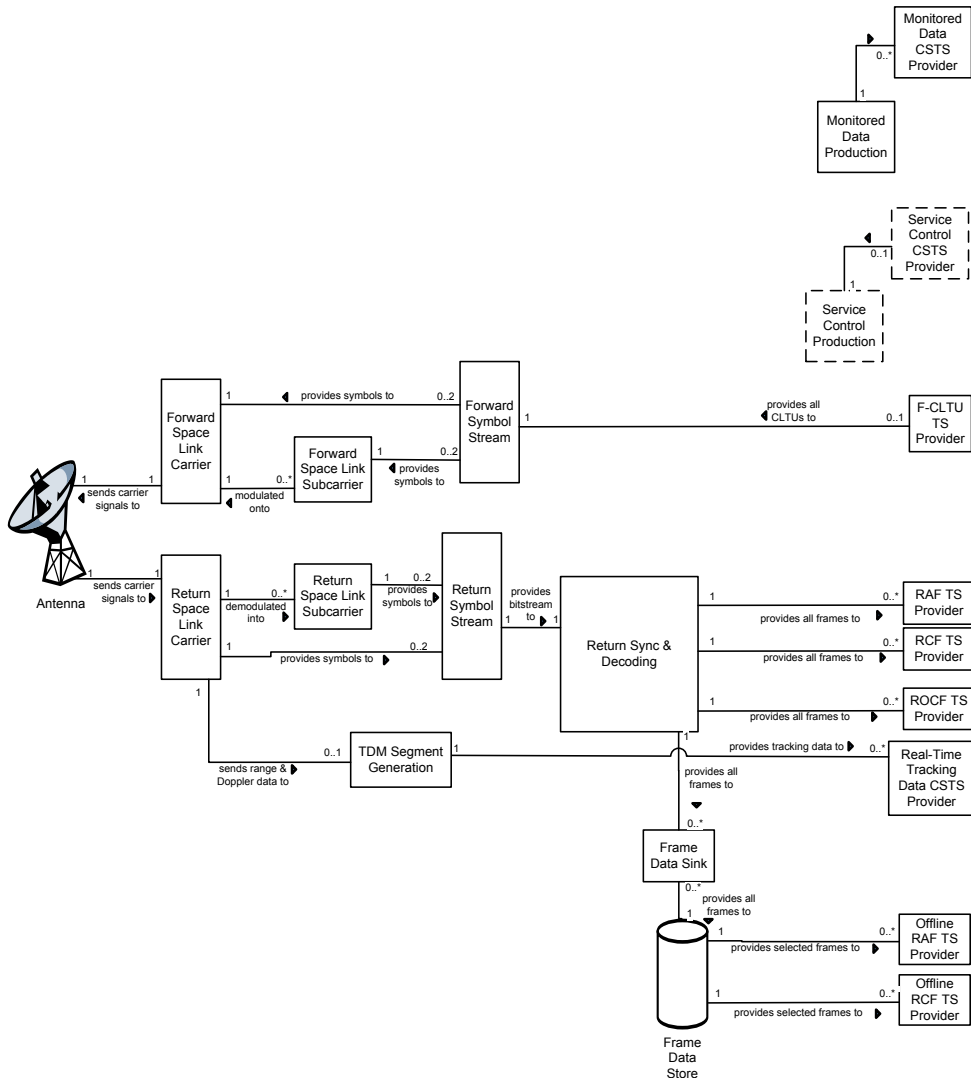 Monitored
Data
CSTS
Provider
0..*
1
Monitored
Data
Production
Service
Control
CSTS
Provider
0..1
1
Service
Control
Production
Forward
Space
Link
Carrier
1
provides symbols to
0..2
Forward
Symbol
Stream
1
provides all
CLTUs to
0..1
F-CLTU
TS
Provider
Forward
Space Link
Subcarrier
1
0..2
provides
symbols to
1
0..*
modulated
onto
1
1
sends carrier
signals to
Antenna
1
1
sends carrier
signals to
Return
Space
Link
Carrier
1
0..*
demodulated
into
Return
Space Link
Subcarrier
1
0..2
provides
symbols to
Return
Symbol
Stream
1
0..2
provides symbols to
provides
bitstream
to
1
1
Return Sync &
Decoding
1
0..*
provides all frames to
RAF TS
Provider
1
0..*
provides all frames to
RCF TS
Provider
1
0..*
provides all frames to
ROCF TS
Provider
1
0..1
sends range &
Doppler data to
TDM Segment
Generation
1
provides tracking data to
0..*
Real-Time
Tracking
Data CSTS
Provider
1
provides all
frames to
0..*
Frame
Data Sink
0..*
provides all
frames to
1
1
0..*
provides selected frames to
Offline
RAF TS
Provider
1
0..*
provides selected frames to
Offline
RCF TS
Provider
Frame
Data
Store